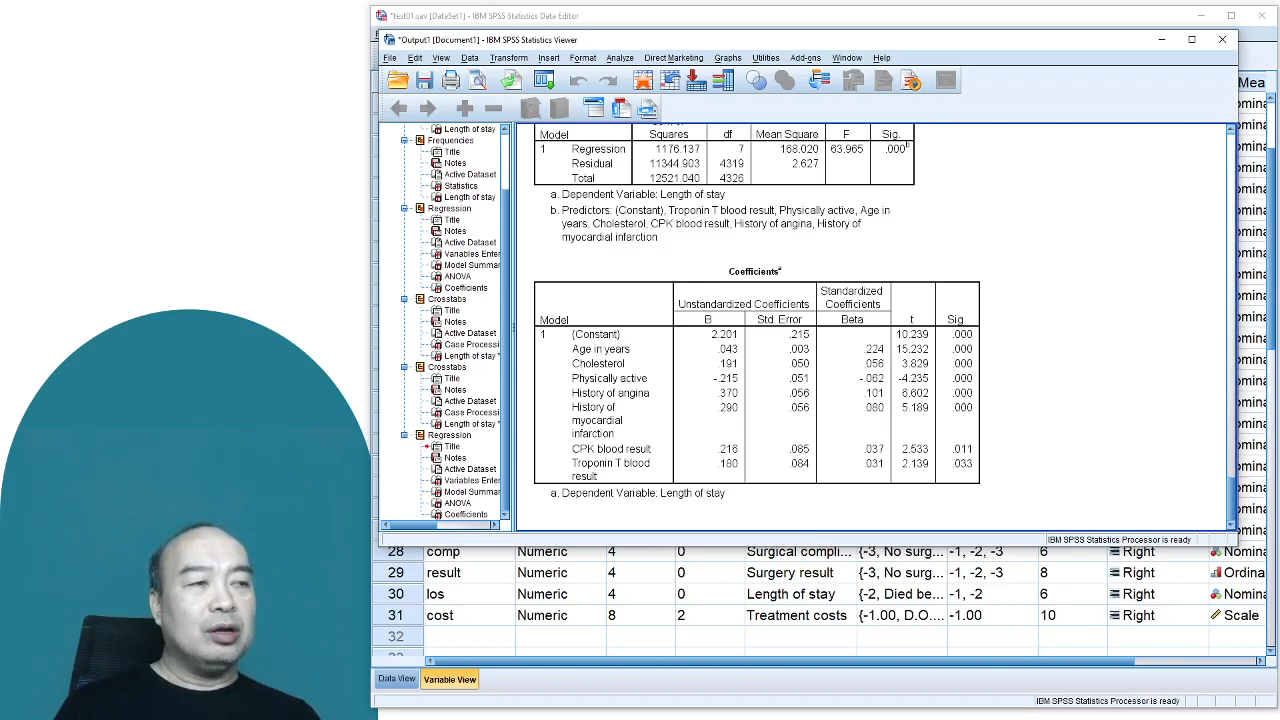 *test01.sav [DataSet1] - IBM SPSS Statistics Data Editor
*Output1 [Document1] - IBM SPSS Statistics Viewer
File Edit View Data Transform Insert Format Analyze Direct Marketing Graphs Utilities Add-ons Window Help
Length of stay
Frequencies
Title
Notes
Active Dataset
Statistics
Length of stay
Regression
Title
Notes
Active Dataset
Variables Enter
Model Summar
ANOVA
Coefficients
Crosstabs
Title
Notes
Active Dataset
Case Processi
Length of stay *
Crosstabs
Title
Notes
Active Dataset
Case Processi
Length of stay *
Regression
Title
Notes
Active Dataset
Variables Enter
Model Summar
ANOVA
Coefficients
Model Squares df Mean Square F Sig.
1 Regression 1176.137 7 168.020 63.965 .000b
Residual 11344.903 4319 2.627
Total 12521.040 4326
a. Dependent Variable: Length of stay
b. Predictors: (Constant), Troponin T blood result, Physically active, Age in
years, Cholesterol, CPK blood result, History of angina, History of
myocardial infarction
Coefficientsa
Unstandardized Coefficients Standardized Coefficients
Model B Std. Error Beta t Sig.
1 (Constant) 2.201 .215 10.239 .000
Age in years .043 .003 .224 15.232 .000
Cholesterol .191 .050 .056 3.829 .000
Physically active -.215 .051 -.062 -4.235 .000
History of angina .370 .056 .101 6.602 .000
History of .290 .056 .080 5.189 .000
myocardial
infarction
CPK blood result .216 .085 .037 2.533 .011
Troponin T blood .180 .084 .031 2.139 .033
result
a. Dependent Variable: Length of stay
IBM SPSS Statistics Processor is ready
Mea
Nomina
28 comp Numeric 4 0 Surgical compli... {-3, No surg... -1, -2, -3 6 Right Nomina
29 result Numeric 4 0 Surgery result {-3, No surg... -1, -2, -3 8 Right Ordina
30 los Numeric 4 0 Length of stay {-2, Died be... -1, -2 6 Right Nomina
31 cost Numeric 8 2 Treatment costs {-1.00, D.O.... -1.00 10 Right Scale
32
Data View Variable View
IBM SPSS Statistics Processor is ready